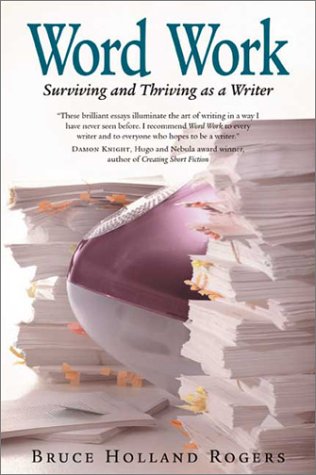 Word Work
Surviving and Thriving as a Writer
"These brilliant essays illuminate the art of writing in a way I
have never seen before. I recommend Word Work to every
writer and to everyone who hopes to be a writer."
Damon Knight, Hugo and Nebula award winner,
author of Creating Short Fiction
Bruce Holland Rogers